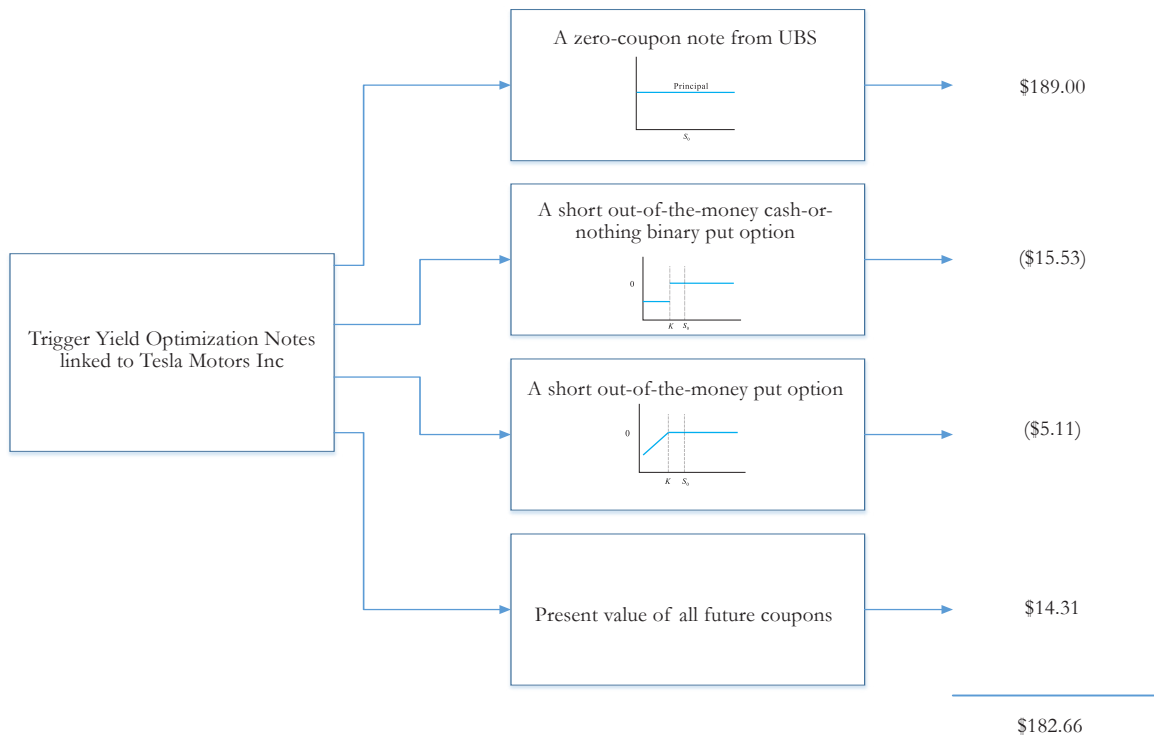 A zero-coupon note from UBS
Principal
S₀
$189.00
A short out-of-the-money cash-or-
nothing binary put option
0
K S₀
($15.53)
Trigger Yield Optimization Notes
linked to Tesla Motors Inc
A short out-of-the-money put option
0
K S₀
($5.11)
Present value of all future coupons
$14.31
$182.66